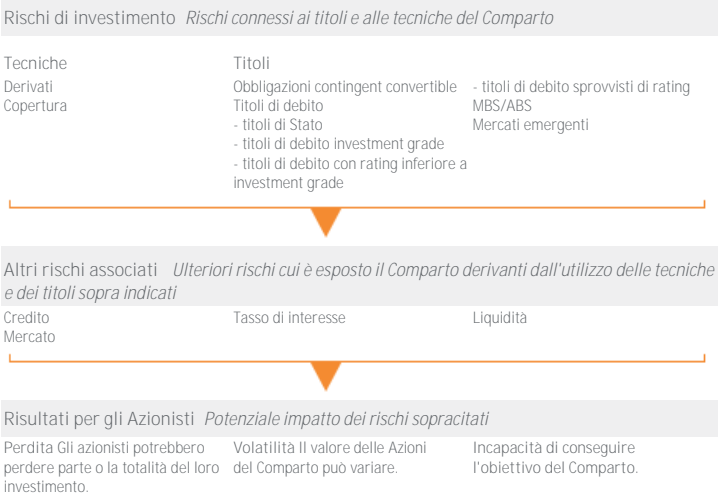 Rischi di investimento Rischi connessi ai titoli e alle tecniche del Comparto
Tecniche
Derivati
Copertura
Titoli
Obbligazioni contingent convertible
Titoli di debito
- titoli di Stato
- titoli di debito investment grade
- titoli di debito con rating inferiore a
investment grade
- titoli di debito sprovvisti di rating
MBS/ABS
Mercati emergenti
Altri rischi associati Ulteriori rischi cui è esposto il Comparto derivanti dall'utilizzo delle tecniche
e dei titoli sopra indicati
Credito
Mercato
Tasso di interesse
Liquidità
Risultati per gli Azionisti Potenziale impatto dei rischi sopracitati
Perdita Gli azionisti potrebbero
perdere parte o la totalità del loro
investimento.
Volatilità Il valore delle Azioni
del Comparto può variare.
Incapacità di conseguire
l'obiettivo del Comparto.